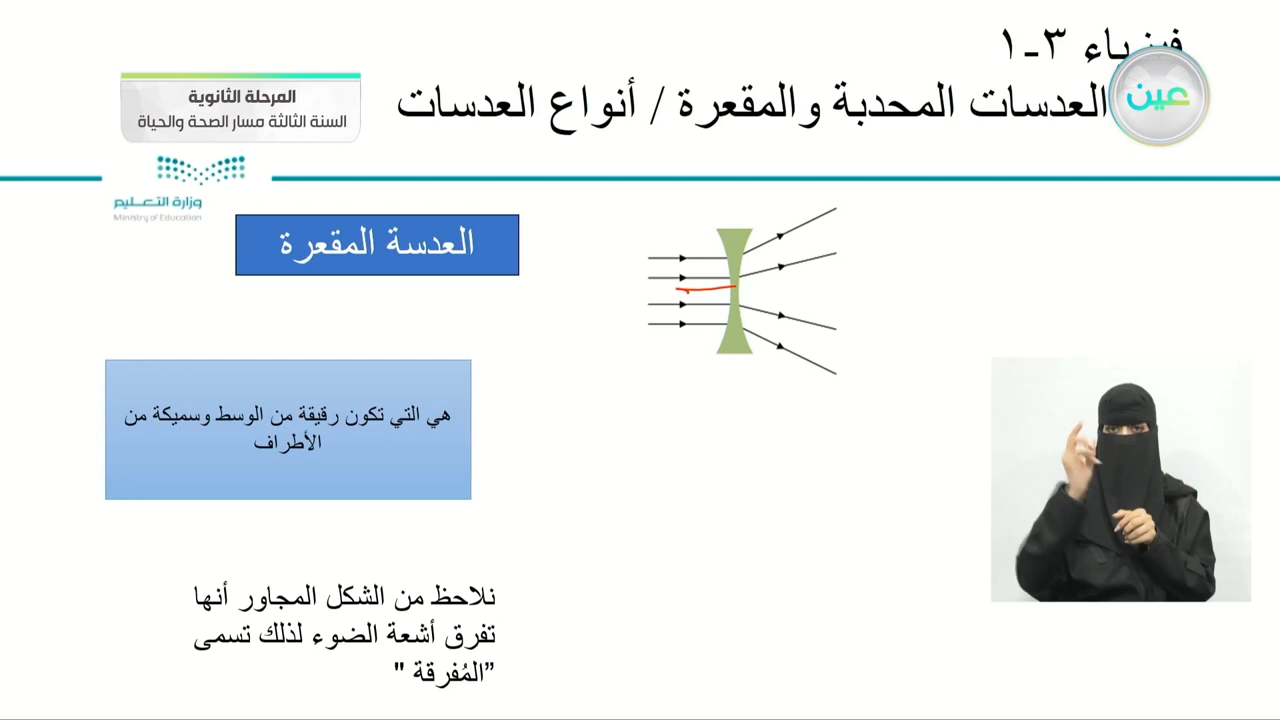 فيزياء ٣-١
العدسات المحدبة والمقعرة / أنواع العدسات
عين
المرحلة الثانوية
السنة الثالثة مسار الصحة والحياة
وزارة التعـــليم
Ministry of Education
العدسة المقعرة
هي التي تكون رقيقة من الوسط وسميكة من
الأطراف
نلاحظ من الشكل المجاور أنها
تفرق أشعة الضوء لذلك تسمى
”المُفرقة "